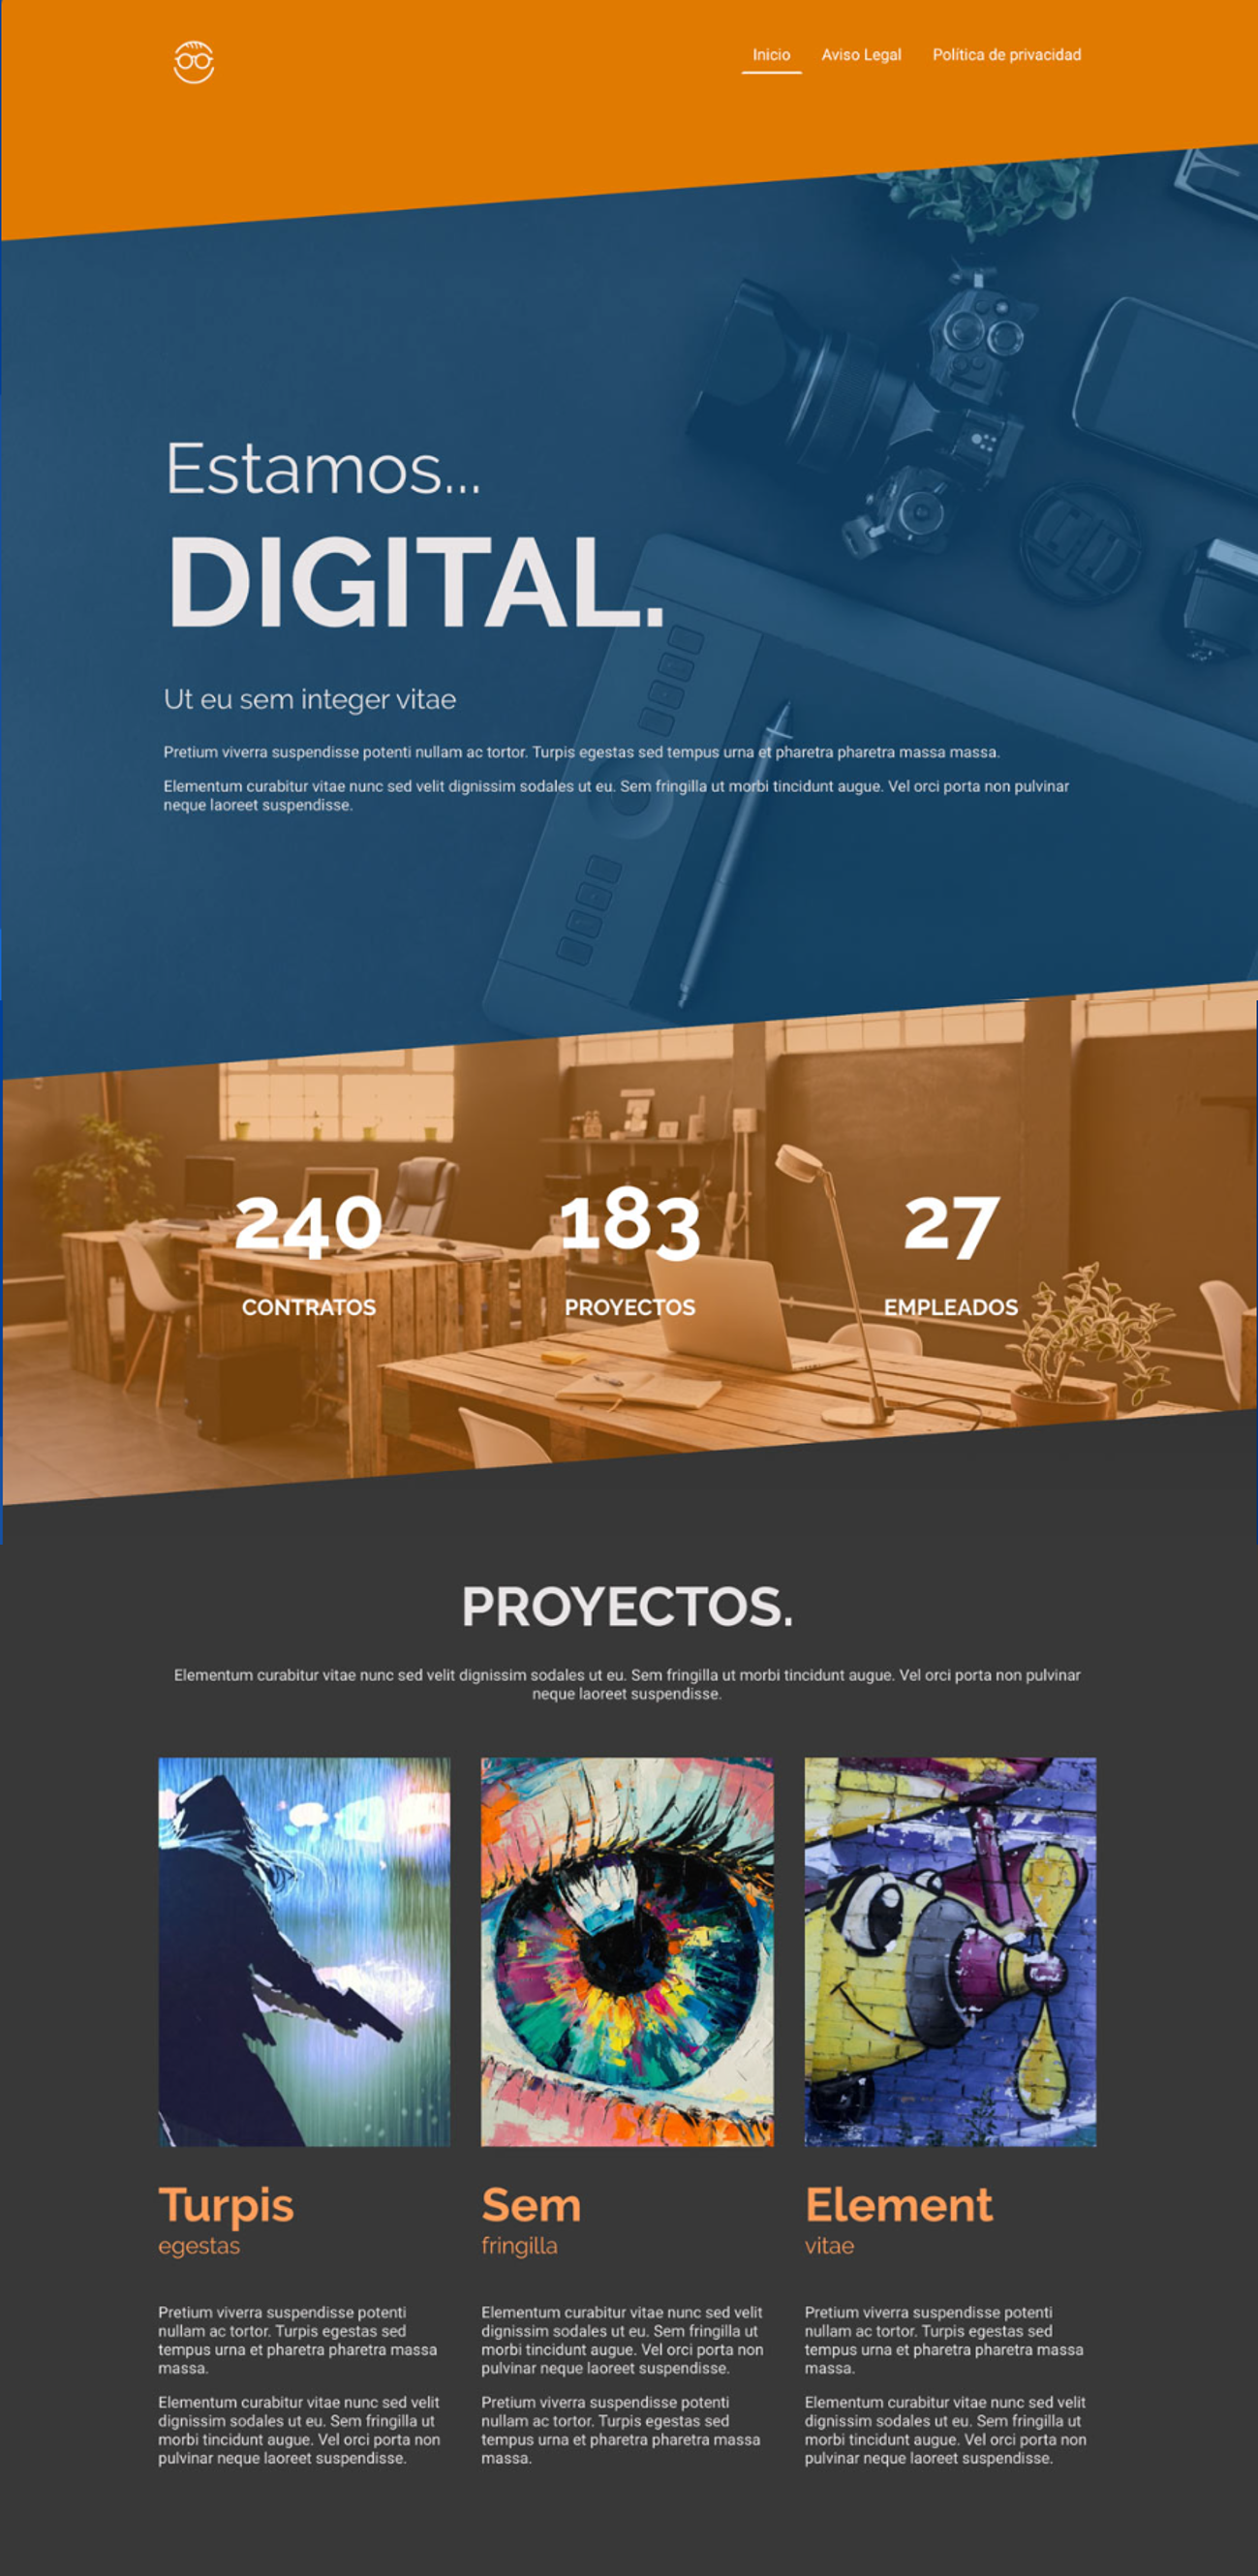 Inicio Aviso Legal Política de privacidad
Estamos...
DIGITAL.
Ut eu sem integer vitae
Pretium viverra suspendisse potenti nullam ac tortor. Turpis egestas sed tempus urna et pharetra pharetra massa massa.
Elementum curabitur vitae nunc sed velit dignissim sodales ut eu. Sem fringilla ut morbi tincidunt augue. Vel orci porta non pulvinar
neque laoreet suspendisse.
240
CONTRATOS
183
PROYECTOS
27
EMPLEADOS
PROYECTOS.
Elementum curabitur vitae nunc sed velit dignissim sodales ut eu. Sem fringilla ut morbi tincidunt augue. Vel orci porta non pulvinar
neque laoreet suspendisse.
Turpis
egestas
Pretium viverra suspendisse potenti
nullam ac tortor. Turpis egestas sed
tempus urna et pharetra pharetra massa
massa.
Elementum curabitur vitae nunc sed velit
dignissim sodales ut eu. Sem fringilla ut
morbi tincidunt augue. Vel orci porta non
pulvinar neque laoreet suspendisse.
Sem
fringilla
Elementum curabitur vitae nunc sed velit
dignissim sodales ut eu. Sem fringilla ut
morbi tincidunt augue. Vel orci porta non
pulvinar neque laoreet suspendisse.
Pretium viverra suspendisse potenti
nullam ac tortor. Turpis egestas sed
tempus urna et pharetra pharetra massa
massa.
Element
vitae
Pretium viverra suspendisse potenti
nullam ac tortor. Turpis egestas sed
tempus urna et pharetra pharetra massa
massa.
Elementum curabitur vitae nunc sed velit
dignissim sodales ut eu. Sem fringilla ut
morbi tincidunt augue. Vel orci porta non
pulvinar neque laoreet suspendisse.